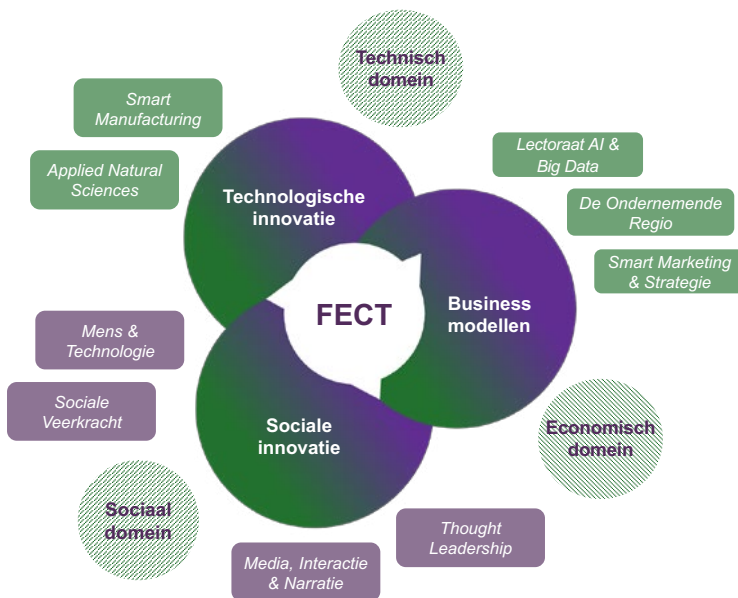 Technisch
domein
Smart
Manufacturing
Applied Natural
Sciences
Lectoraat AI &
Big Data
De Ondernemende
Regio
Smart Marketing
& Strategie
Technologische
innovatie
FECT
Business
modellen
Mens &
Technologie
Sociale
Veerkracht
Sociale
innovatie
Economisch
domein
Sociaal
domein
Thought
Leadership
Media, Interactie
& Narratie